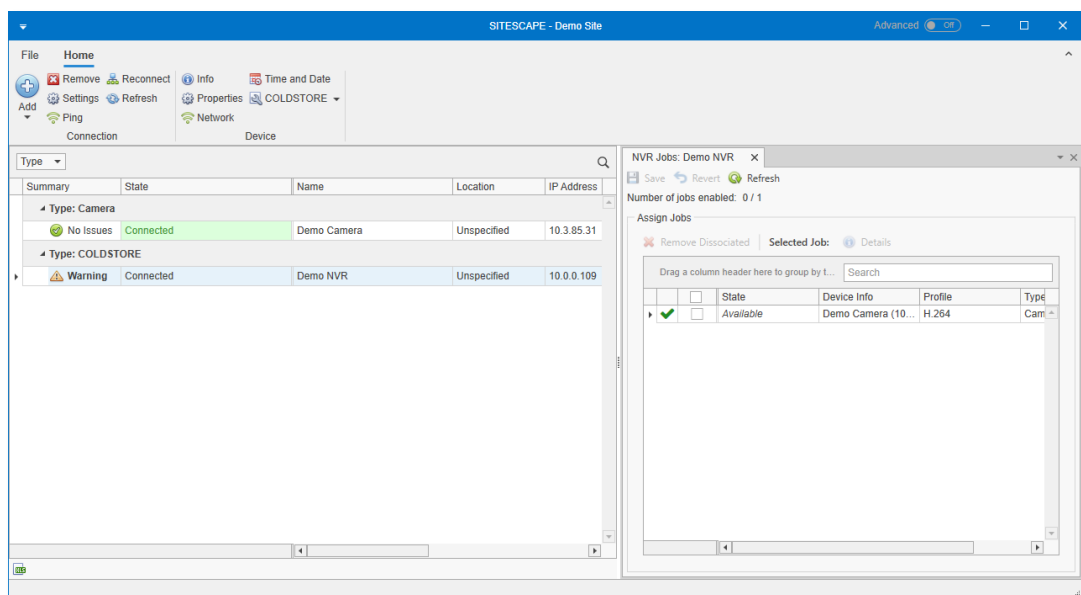 SITESCAPE - Demo Site
Advanced Off
File Home
Add
Remove Reconnect
Settings Refresh
Ping
Connection
Info Time and Date
Properties COLDSTORE
Network
Device
Type
Summary State Name Location IP Address
Type: Camera
No Issues Connected Demo Camera Unspecified 10.3.85.31
Type: COLDSTORE
Warning Connected Demo NVR Unspecified 10.0.0.109
NVR Jobs: Demo NVR
Save Revert Refresh
Number of jobs enabled: 0 / 1
Assign Jobs
Remove Dissociated Selected Job: Details
Drag a column header here to group by t... Search
State Device Info Profile Type
Available Demo Camera (10... H.264 Cam